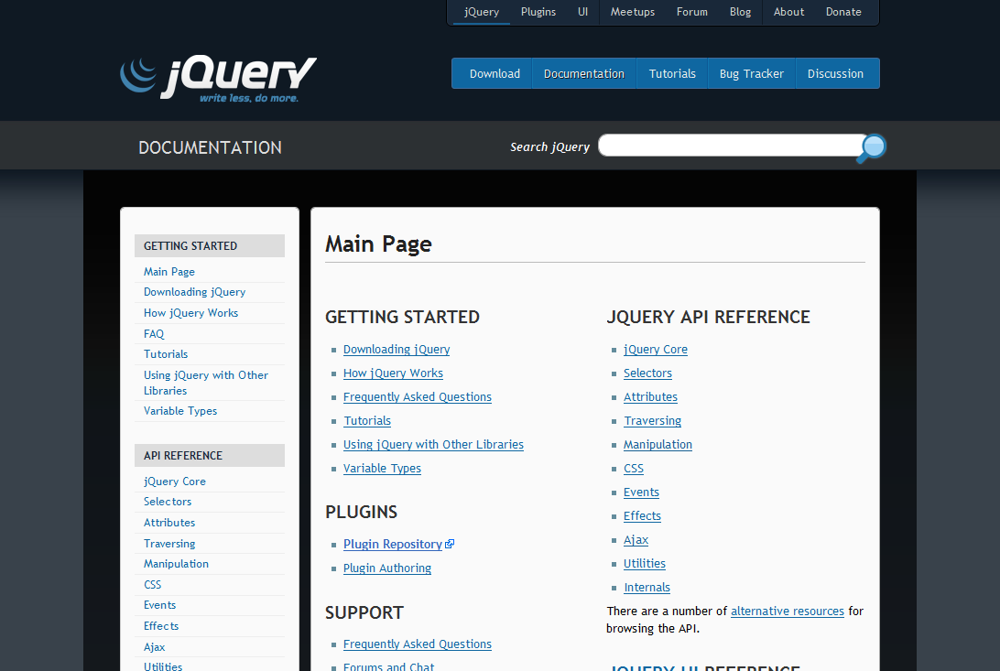 jQuery Plugins UI Meetups Forum Blog About Donate
jQuery
write less, do more.
Download Documentation Tutorials Bug Tracker Discussion
DOCUMENTATION
Search jQuery
GETTING STARTED
Main Page
Downloading jQuery
How jQuery Works
FAQ
Tutorials
Using jQuery with Other
Libraries
Variable Types
API REFERENCE
jQuery Core
Selectors
Attributes
Traversing
Manipulation
CSS
Events
Effects
Ajax
Utilities
Main Page
GETTING STARTED
Downloading jQuery
How jQuery Works
Frequently Asked Questions
Tutorials
Using jQuery with Other Libraries
Variable Types
PLUGINS
Plugin Repository
Plugin Authoring
SUPPORT
Frequently Asked Questions
Forums and Chat
JQUERY API REFERENCE
jQuery Core
Selectors
Attributes
Traversing
Manipulation
CSS
Events
Effects
Ajax
Utilities
Internals
There are a number of alternative resources for
browsing the API.
JQUERY UI REFERENCE